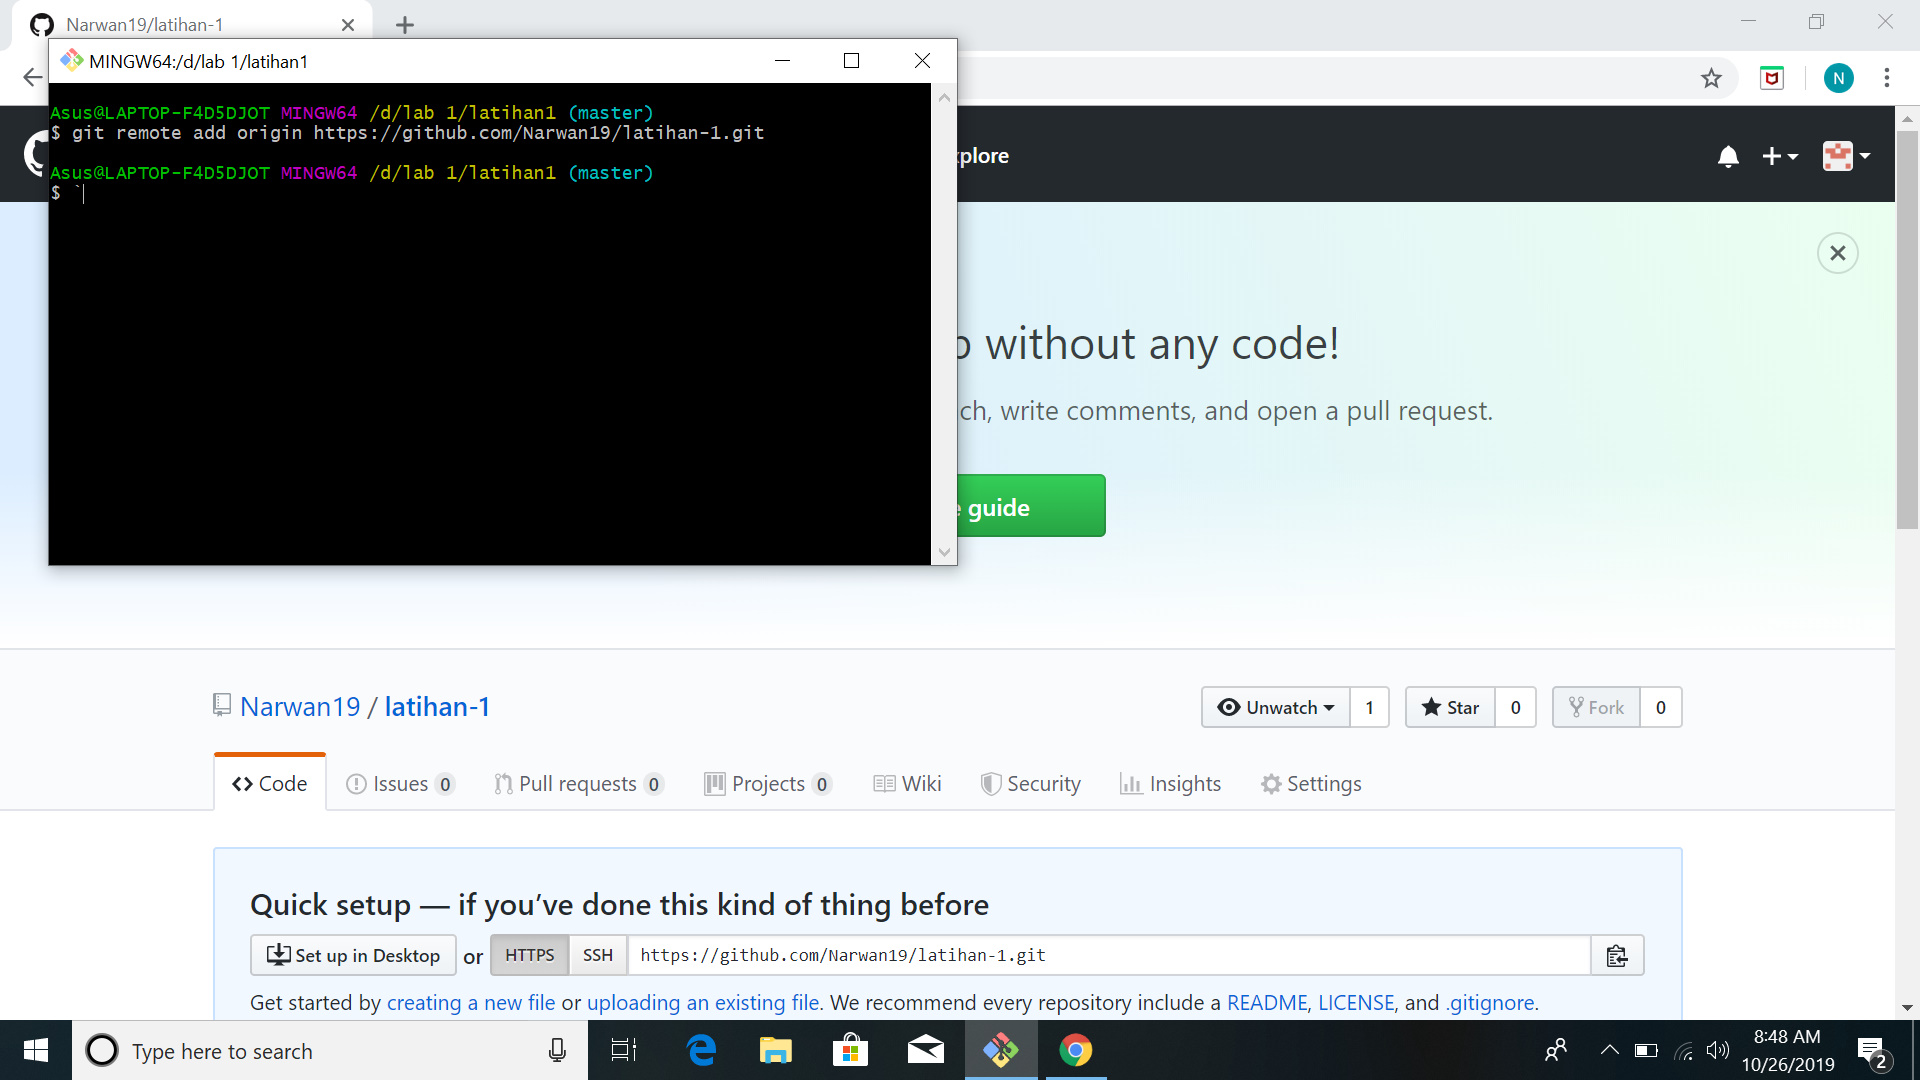 Narwan19/latihan-1
MINGW64:/d/lab 1/latihan1
N
Asus@LAPTOP-F4D5DJOT MINGW64 /d/lab 1/latihan1 (master)
$ git remote add origin https://github.com/Narwan19/latihan-1.git
Asus@LAPTOP-F4D5DJOT MINGW64 /d/lab 1/latihan1 (master)
$ `
plore
without any code!
ch, write comments, and open a pull request.
guide
Narwan19 / latihan-1
Unwatch 1 Star 0 Fork 0
Code Issues 0 Pull requests 0 Projects 0 Wiki Security Insights Settings
Quick setup — if you’ve done this kind of thing before
Set up in Desktop or HTTPS SSH https://github.com/Narwan19/latihan-1.git
Get started by creating a new file or uploading an existing file. We recommend every repository include a README, LICENSE, and .gitignore.
Type here to search
8:48 AM
10/26/2019
2